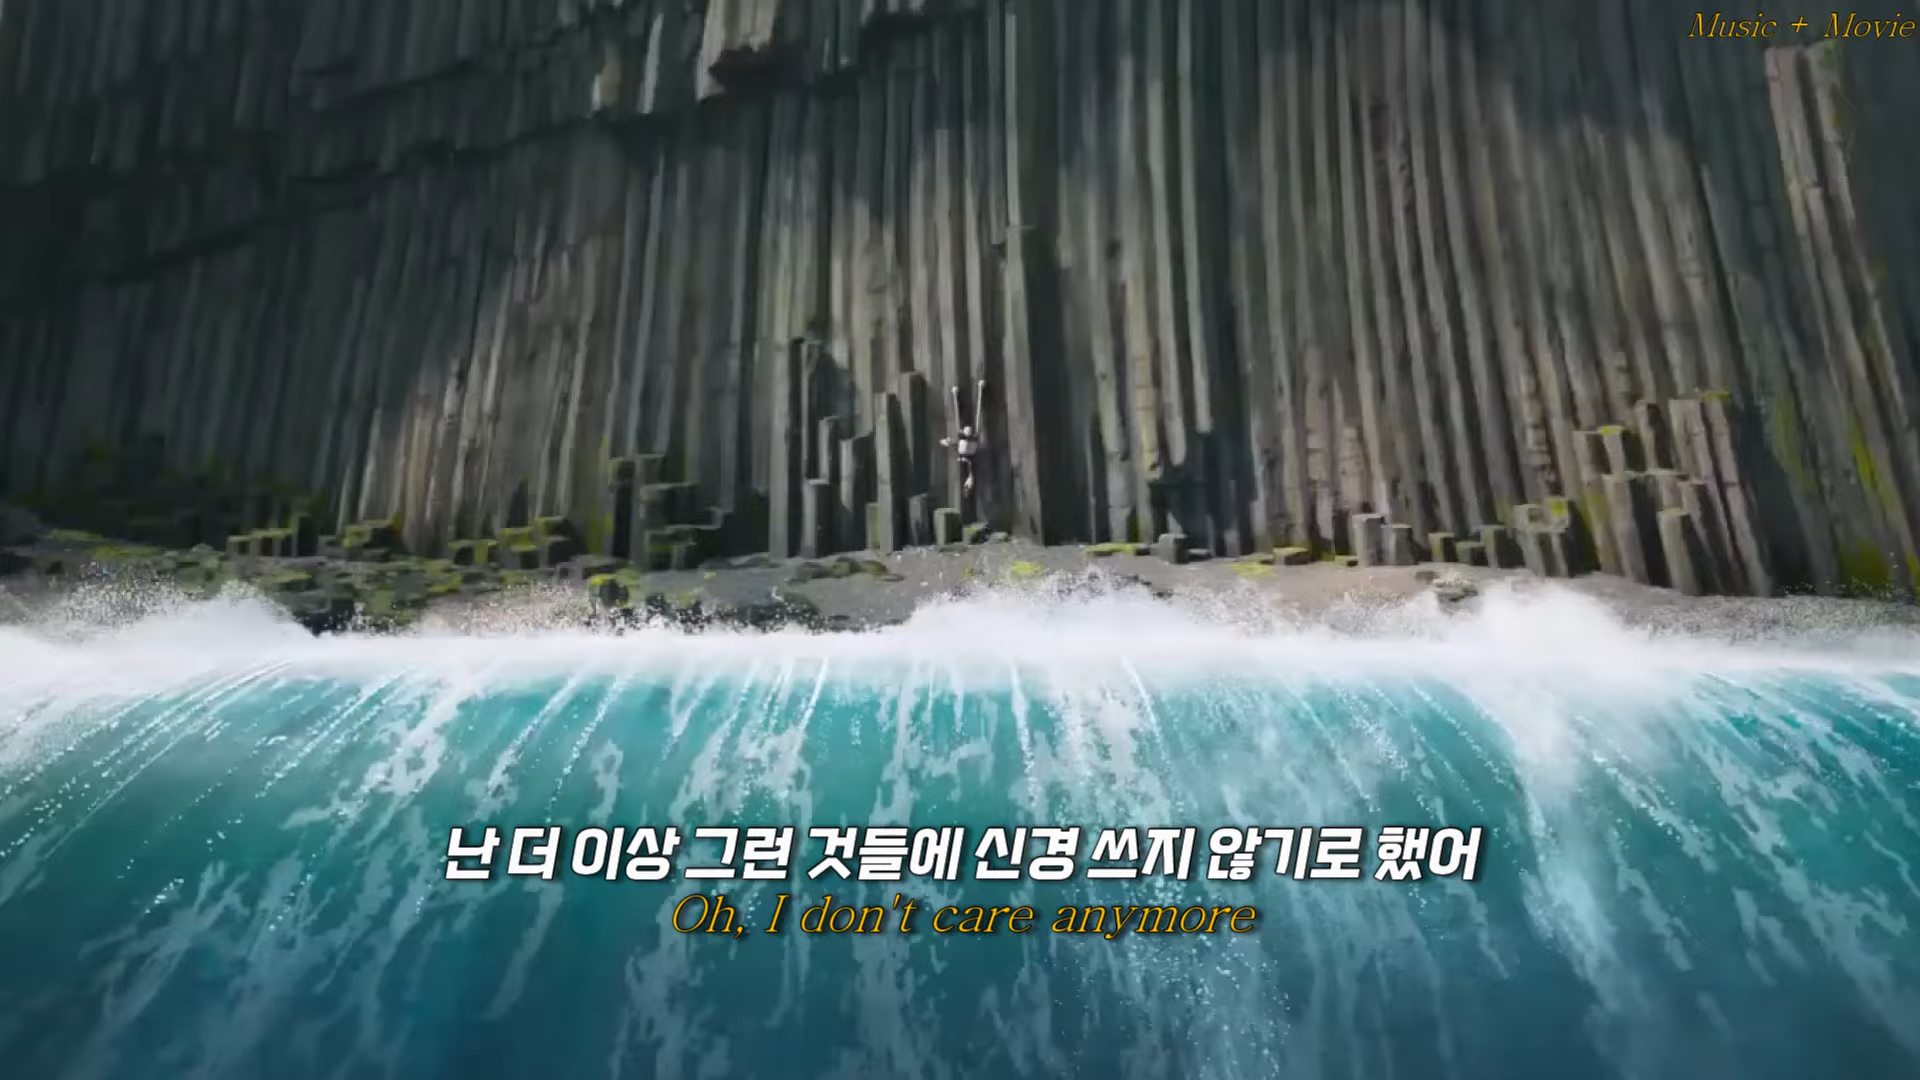 Music + Movie
난 더 이상 그런 것들에 신경 쓰지 않기로 했어
Oh, I don't care anymore